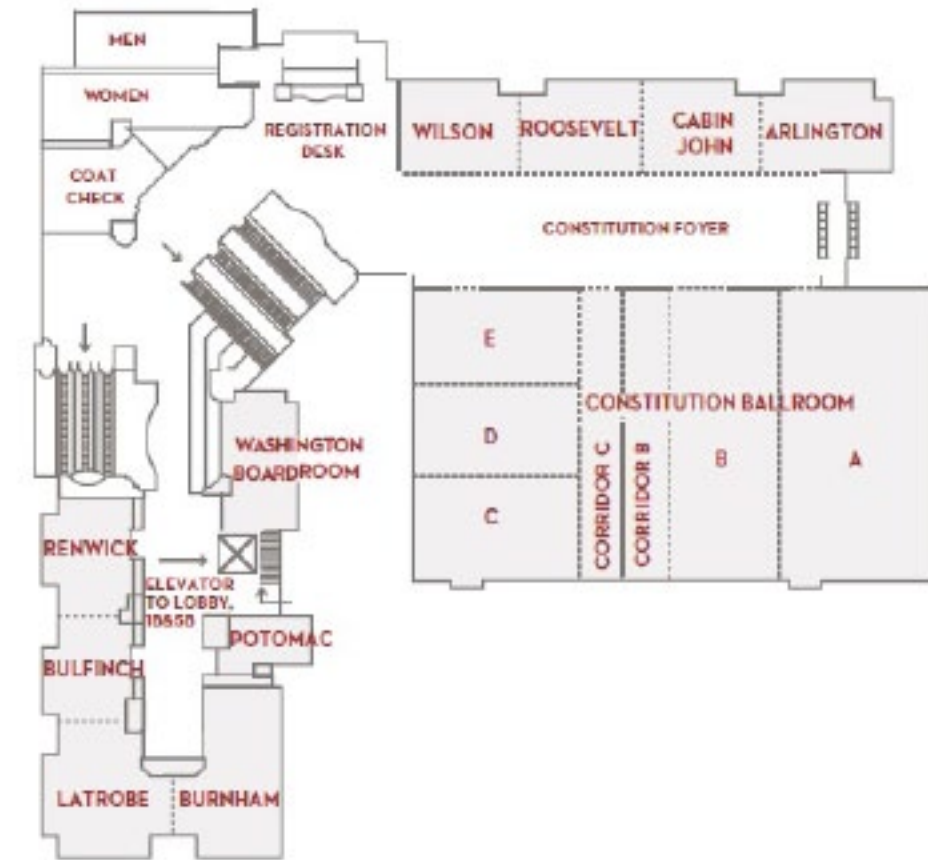 MEN
WOMEN
COAT
CHECK
REGISTRATION
DESK
WILSON
ROOSEVELT
CABIN
JOHN
ARLINGTON
CONSTITUTION FOYER
E
D
C
CORRIDOR C
CORRIDOR B
CONSTITUTION BALLROOM
B
A
WASHINGTON
BOARDROOM
RENWICK
ELEVATOR
TO LOBBY,
BULFINCH
POTOMAC
LATROBE
BURNHAM